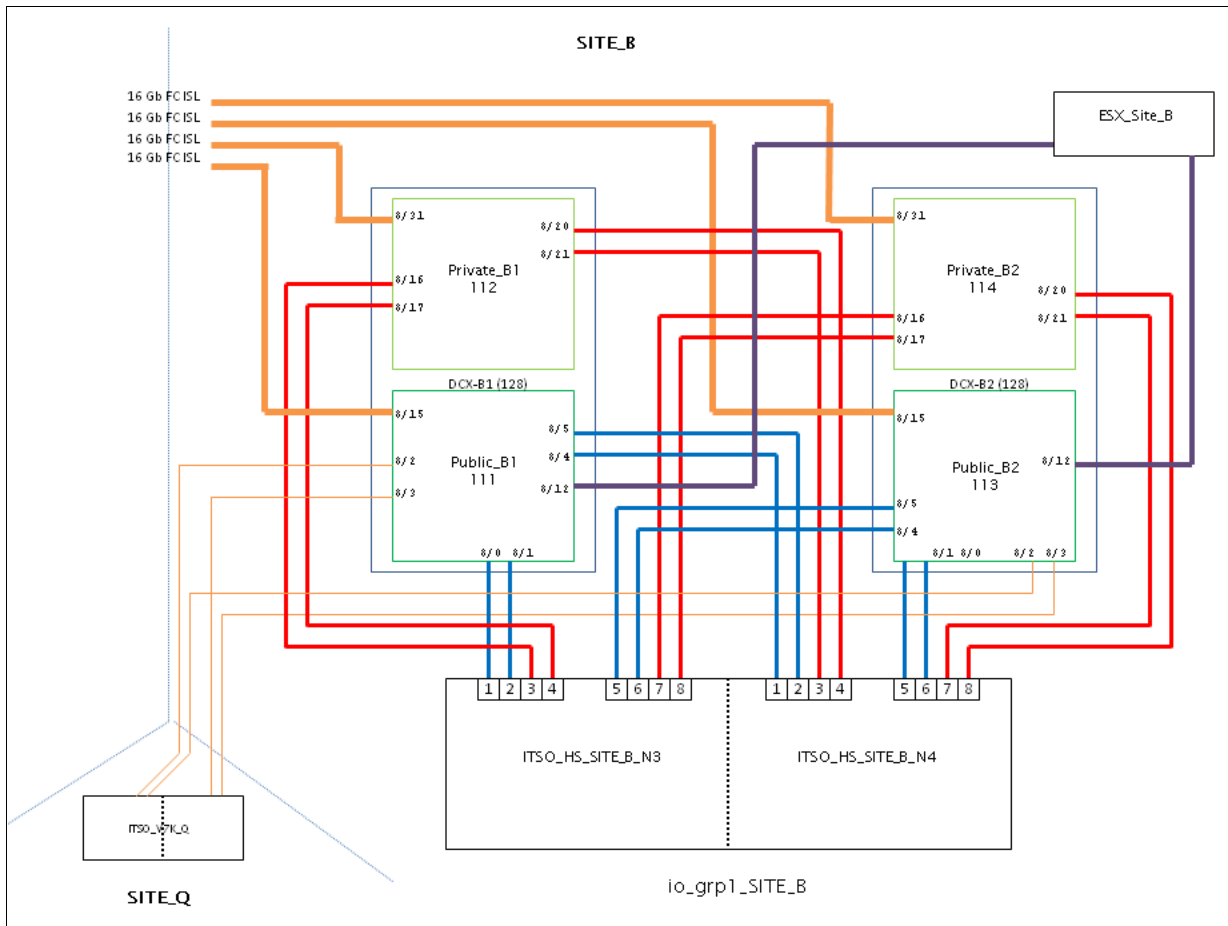 SITE_B
16 Gb FC ISL
16 Gb FC ISL
16 Gb FC ISL
16 Gb FC ISL
ESX_Site_B
8/31
8/20
8/21
Private_B1
112
8/16
8/17
8/31
Private_B2
114
8/20
8/21
8/16
8/17
DCX-B1 (128)
DCX-B2 (128)
8/15
8/5
8/4
8/2
Public_B1
111
8/3
8/12
8/0 8/1
8/15
8/12
Public_B2
113
8/5
8/4
8/1 8/0 8/2 8/3
1 2 3 4 5 6 7 8 1 2 3 4 5 6 7 8
ITSO_HS_SITE_B_N3
ITSO_HS_SITE_B_N4
ITSO_V7K_Q
SITE_Q
io_grp1_SITE_B